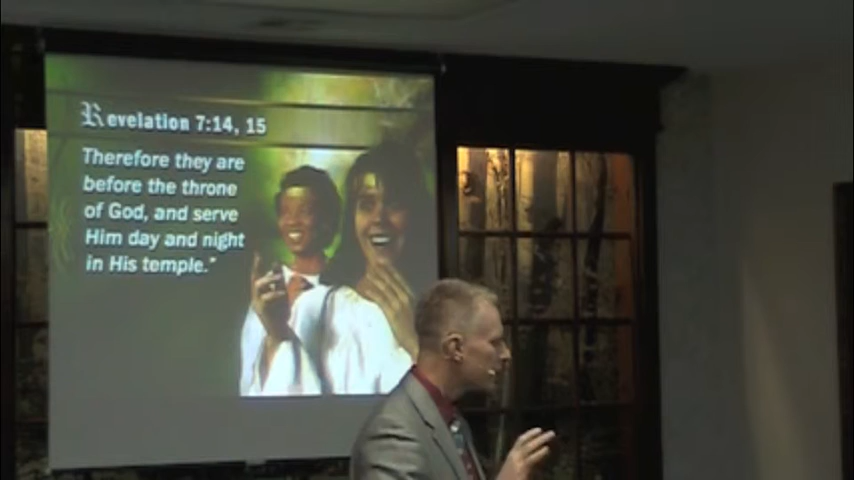 Revelation 7:14, 15
Therefore they are
before the throne
of God, and serve
Him day and night
in His temple."